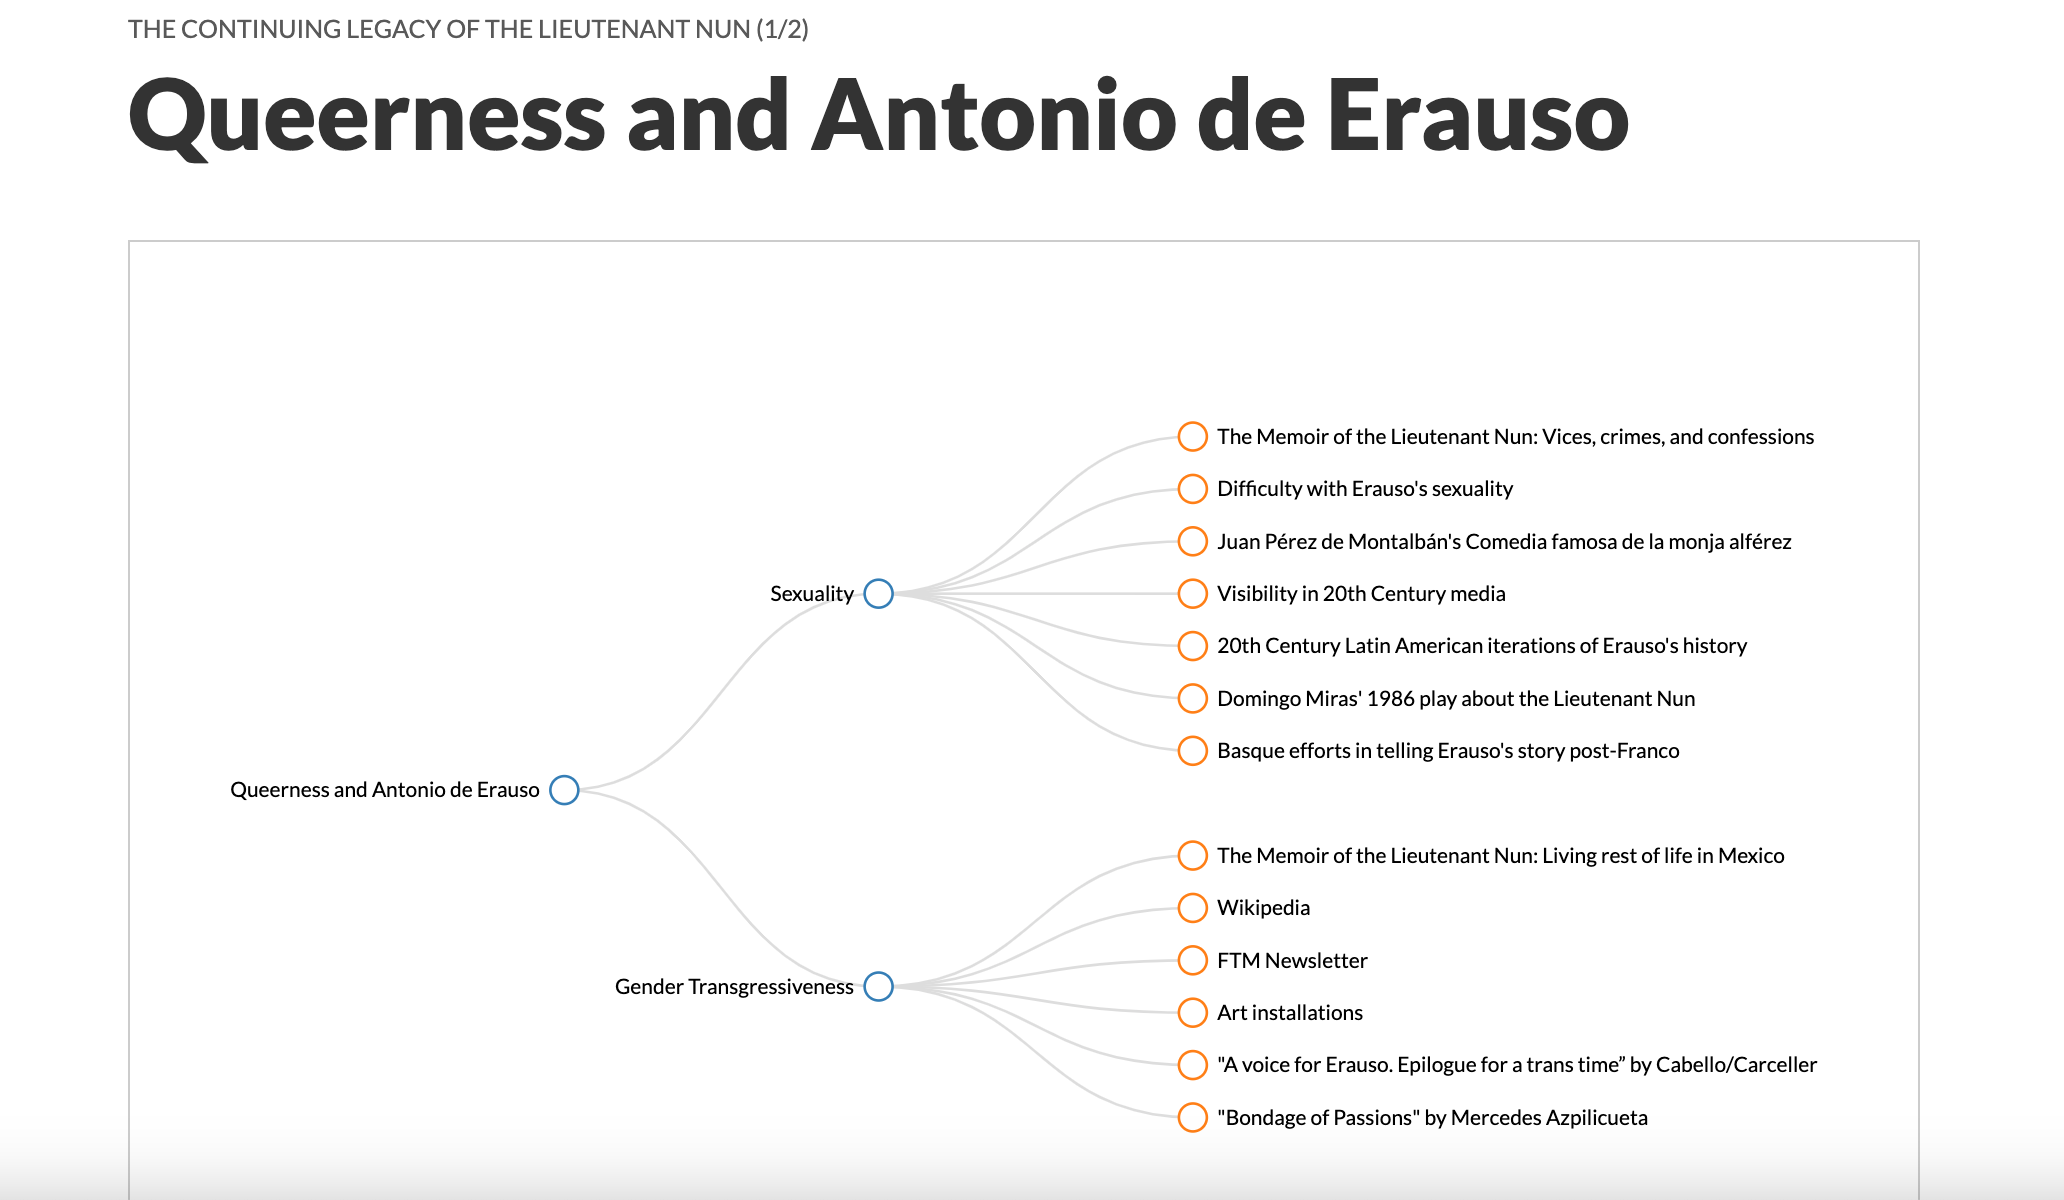 THE CONTINUING LEGACY OF THE LIEUTENANT NUN (1/2)
Queerness and Antonio de Erauso
Queerness and Antonio de Erauso
Sexuality
The Memoir of the Lieutenant Nun: Vices, crimes, and confessions
Difficulty with Erauso's sexuality
Juan Pérez de Montalbán's Comedia famosa de la monja alférez
Visibility in 20th Century media
20th Century Latin American iterations of Erauso's history
Domingo Miras' 1986 play about the Lieutenant Nun
Basque efforts in telling Erauso's story post-Franco
Gender Transgressiveness
The Memoir of the Lieutenant Nun: Living rest of life in Mexico
Wikipedia
FTM Newsletter
Art installations
"A voice for Erauso. Epilogue for a trans time” by Cabello/Carceller
"Bondage of Passions" by Mercedes Azpilicueta